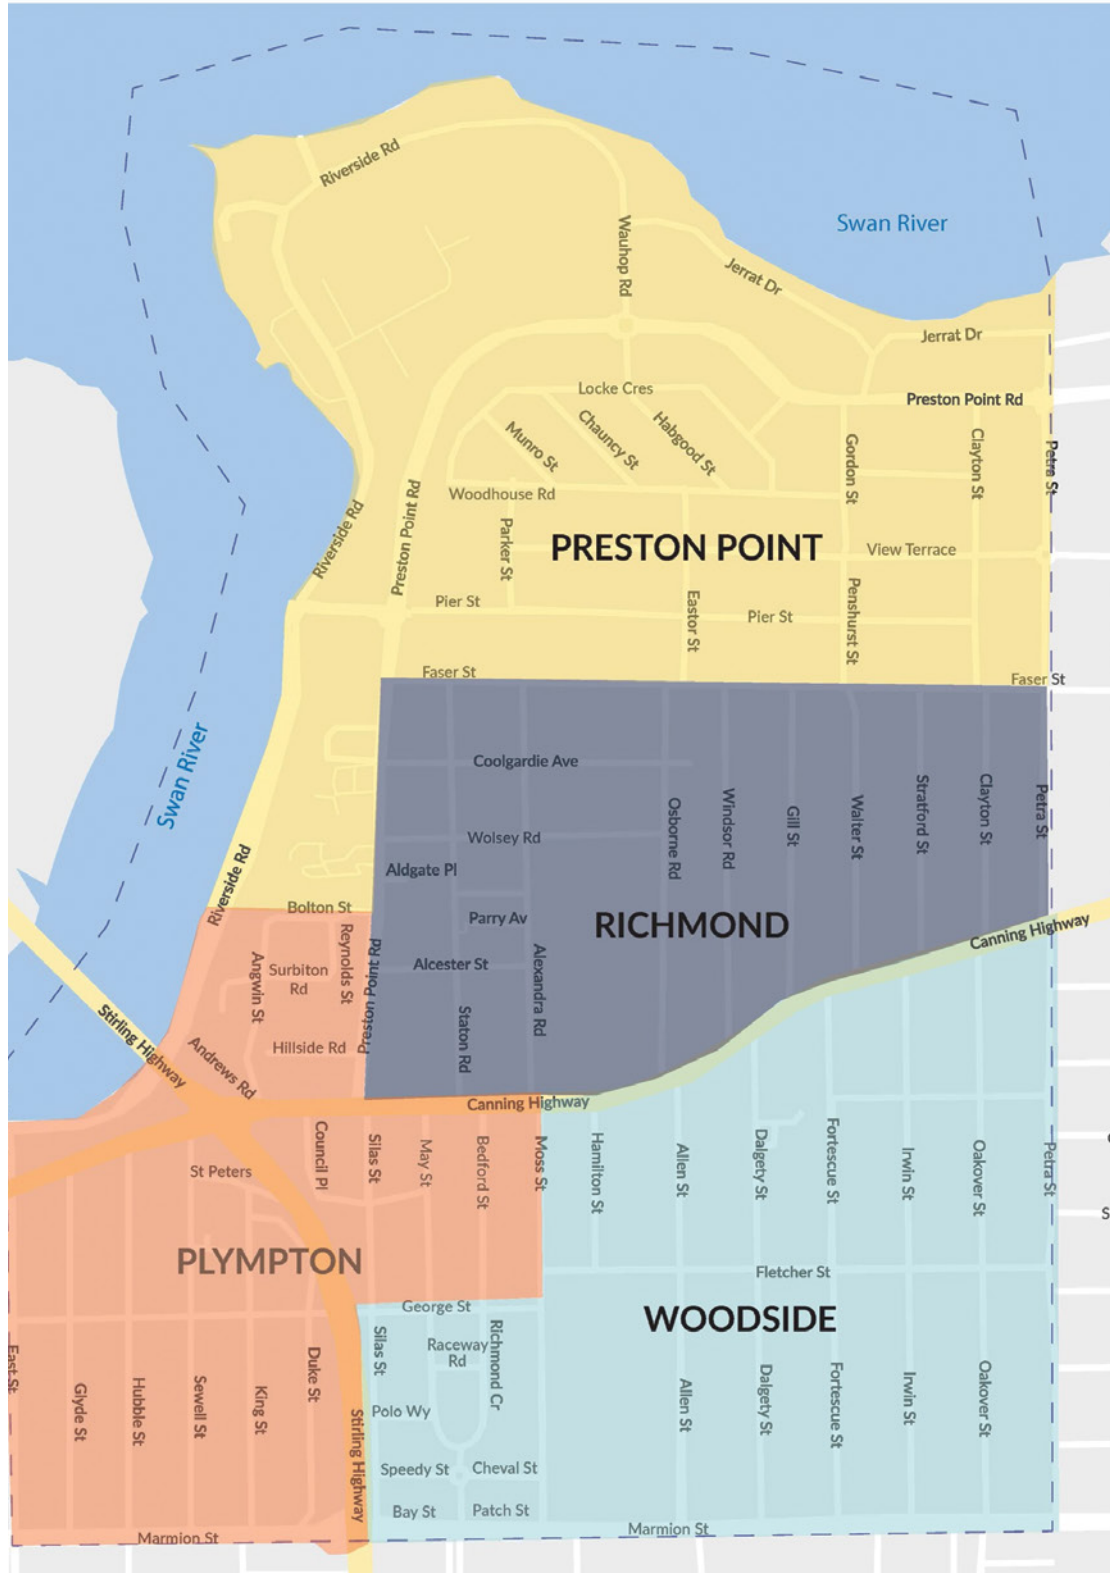 Swan River
Riverside Rd
Wauhop Rd
Jerrat Dr
Jerrat Dr
Locke Cres
Preston Point Rd
Munro St
Chauncy St
Habgood St
Gordon St
Clayton St
Petra St
Woodhouse Rd
Riverside Rd
Preston Point Rd
Parker St
PRESTON POINT
View Terrace
Pier St
Eastor St
Pier St
Penshurst St
Faser St
Faser St
Swan River
Coolgardie Ave
Osborne Rd
Windsor Rd
Gill St
Walter St
Stratford St
Clayton St
Petra St
Wolsey Rd
Aldgate Pl
Riverside Rd
Bolton St
Parry Av
RICHMOND
Canning Highway
Angwin St
Surbiton
Rd
Reynolds St
Preston Point Rd
Alcester St
Alexandra Rd
Staton Rd
Stirling Highway
Andrews Rd
Hillside Rd
Canning Highway
St Peters
Council Pl
Silas St
May St
Bedford St
Moss St
Hamilton St
Allen St
Dalgety St
Fortescue St
Irwin St
Oakover St
Petra St
S
PLYMPTON
Fletcher St
WOODSIDE
George St
East St
Glyde St
Hubble St
Sewell St
King St
Duke St
Silas St
Raceway
Rd
Richmond Cr
Polo Wy
Stirling Highway
Allen St
Dalgety St
Fortescue St
Irwin St
Oakover St
Speedy St
Cheval St
Bay St
Patch St
Marmion St
Marmion St